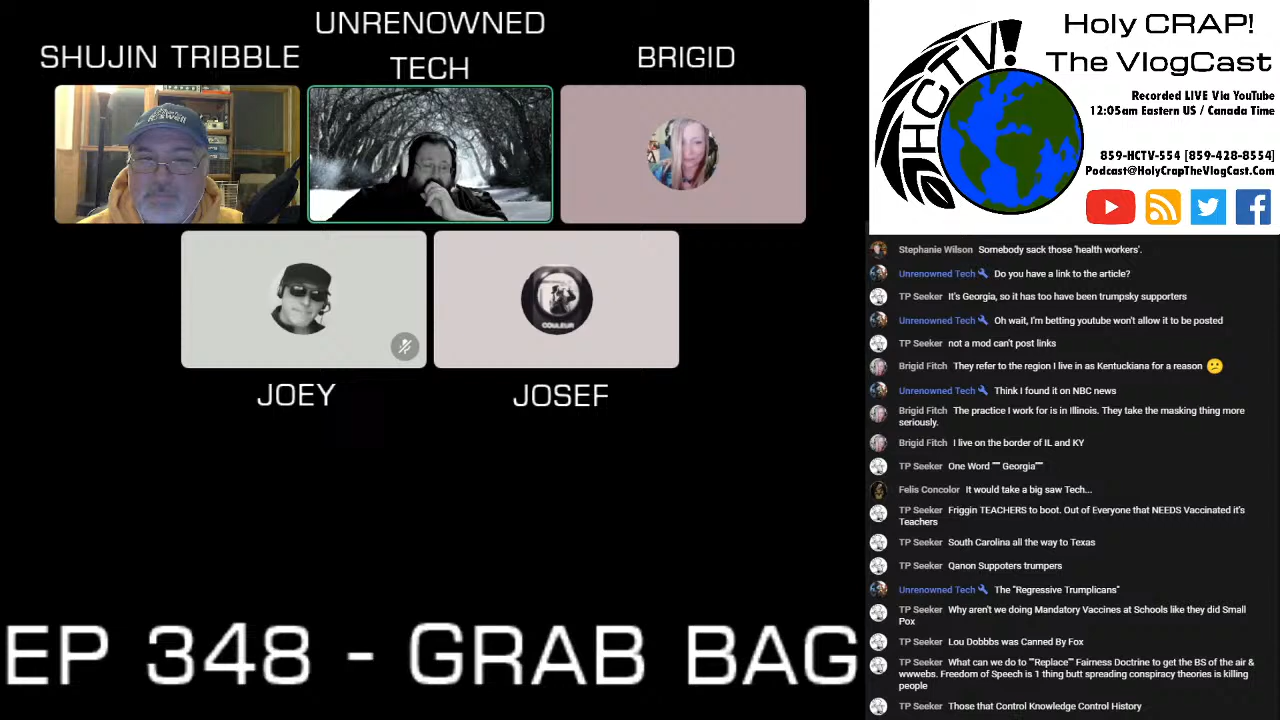 SHUJIN TRIBBLE
UNRENOWNED
TECH
BRIGID
JOEY
JOSEF
COULEUR
EP 348 - GRAB BAG
HCTV!
Holy CRAP!
The VlogCast
Recorded LIVE Via YouTube
12:05am Eastern US / Canada Time
859-HCTV-554 [859-428-8554]
Podcast@HolyCrapTheVlogCast.Com
Stephanie Wilson Somebody sack those 'health workers'.
Unrenowned Tech Do you have a link to the article?
TP Seeker It's Georgia, so it has too have been trumpsky supporters
Unrenowned Tech Oh wait, I'm betting youtube won't allow it to be posted
TP Seeker not a mod can't post links
Brigid Fitch They refer to the region I live in as Kentuckiana for a reason 😕
Unrenowned Tech Think I found it on NBC news
Brigid Fitch The practice I work for is in Illinois. They take the masking thing more
seriously.
Brigid Fitch I live on the border of IL and KY
TP Seeker One Word """ Georgia"""
Felis Concolor It would take a big saw Tech...
TP Seeker Friggin TEACHERS to boot. Out of Everyone that NEEDS Vaccinated it's
Teachers
TP Seeker South Carolina all the way to Texas
TP Seeker Qanon Suppoters trumpers
Unrenowned Tech The "Regressive Trumplicans"
TP Seeker Why aren't we doing Mandatory Vaccines at Schools like they did Small
Pox
TP Seeker Lou Dobbbs was Canned By Fox
TP Seeker What can we do to ""Replace"" Fairness Doctrine to get the BS of the air &
wwwebs. Freedom of Speech is 1 thing butt spreading conspiracy theories is killing
people
TP Seeker Those that Control Knowledge Control History